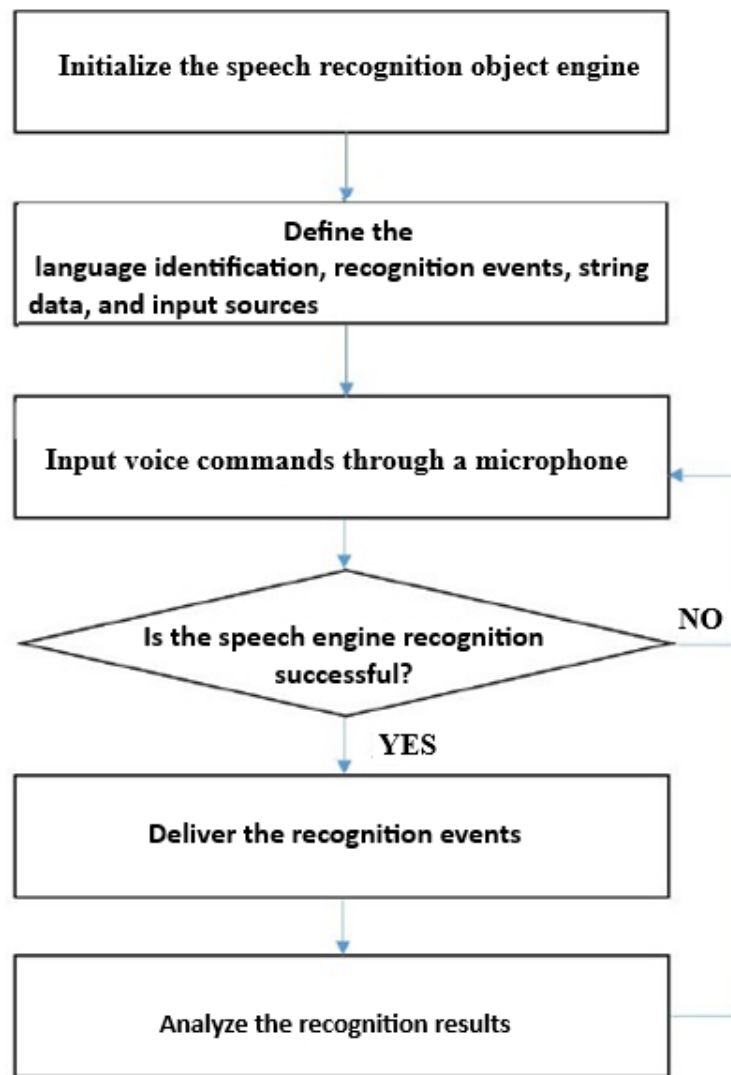 Initialize the speech recognition object engine
Define the
language identification, recognition events, string
data, and input sources
Input voice commands through a microphone
Is the speech engine recognition
successful?
NO
YES
Deliver the recognition events
Analyze the recognition results